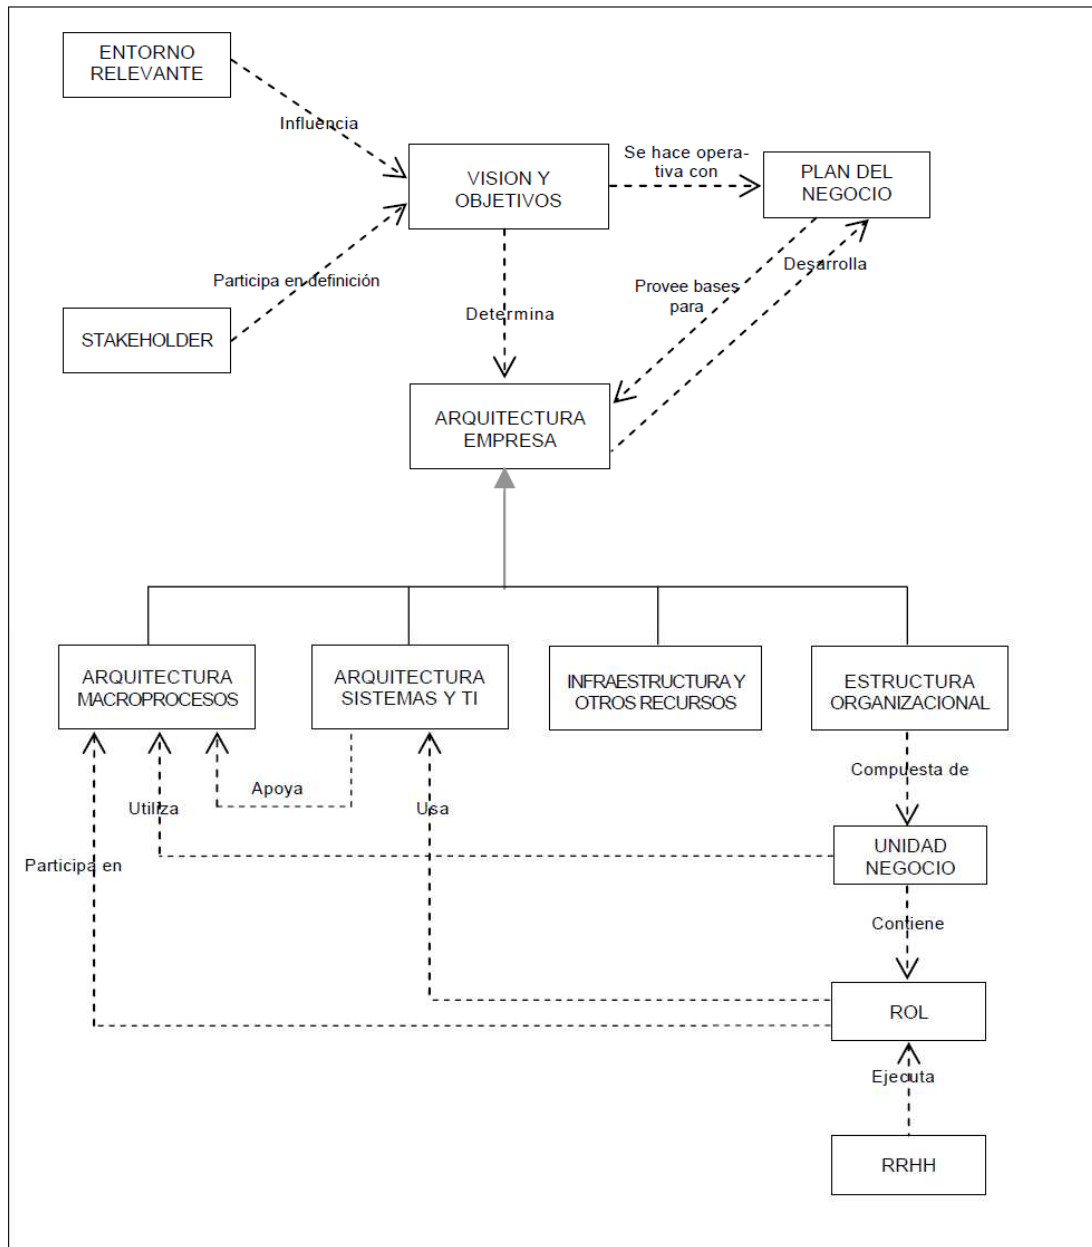 ENTORNO
RELEVANTE
Influencia
VISION Y
OBJETIVOS
Se hace opera-
tiva con
PLAN DEL
NEGOCIO
Participa en definición
STAKEHOLDER
Determina
Provee bases
para
Desarrolla
ARQUITECTURA
EMPRESA
ARQUITECTURA
MACROPROCESOS
ARQUITECTURA
SISTEMAS Y TI
INFRAESTRUCTURA Y
OTROS RECURSOS
ESTRUCTURA
ORGANIZACIONAL
Utiliza
Apoya
Usa
Compuesta de
Participa en
UNIDAD
NEGOCIO
Contiene
ROL
Ejecuta
RRHH